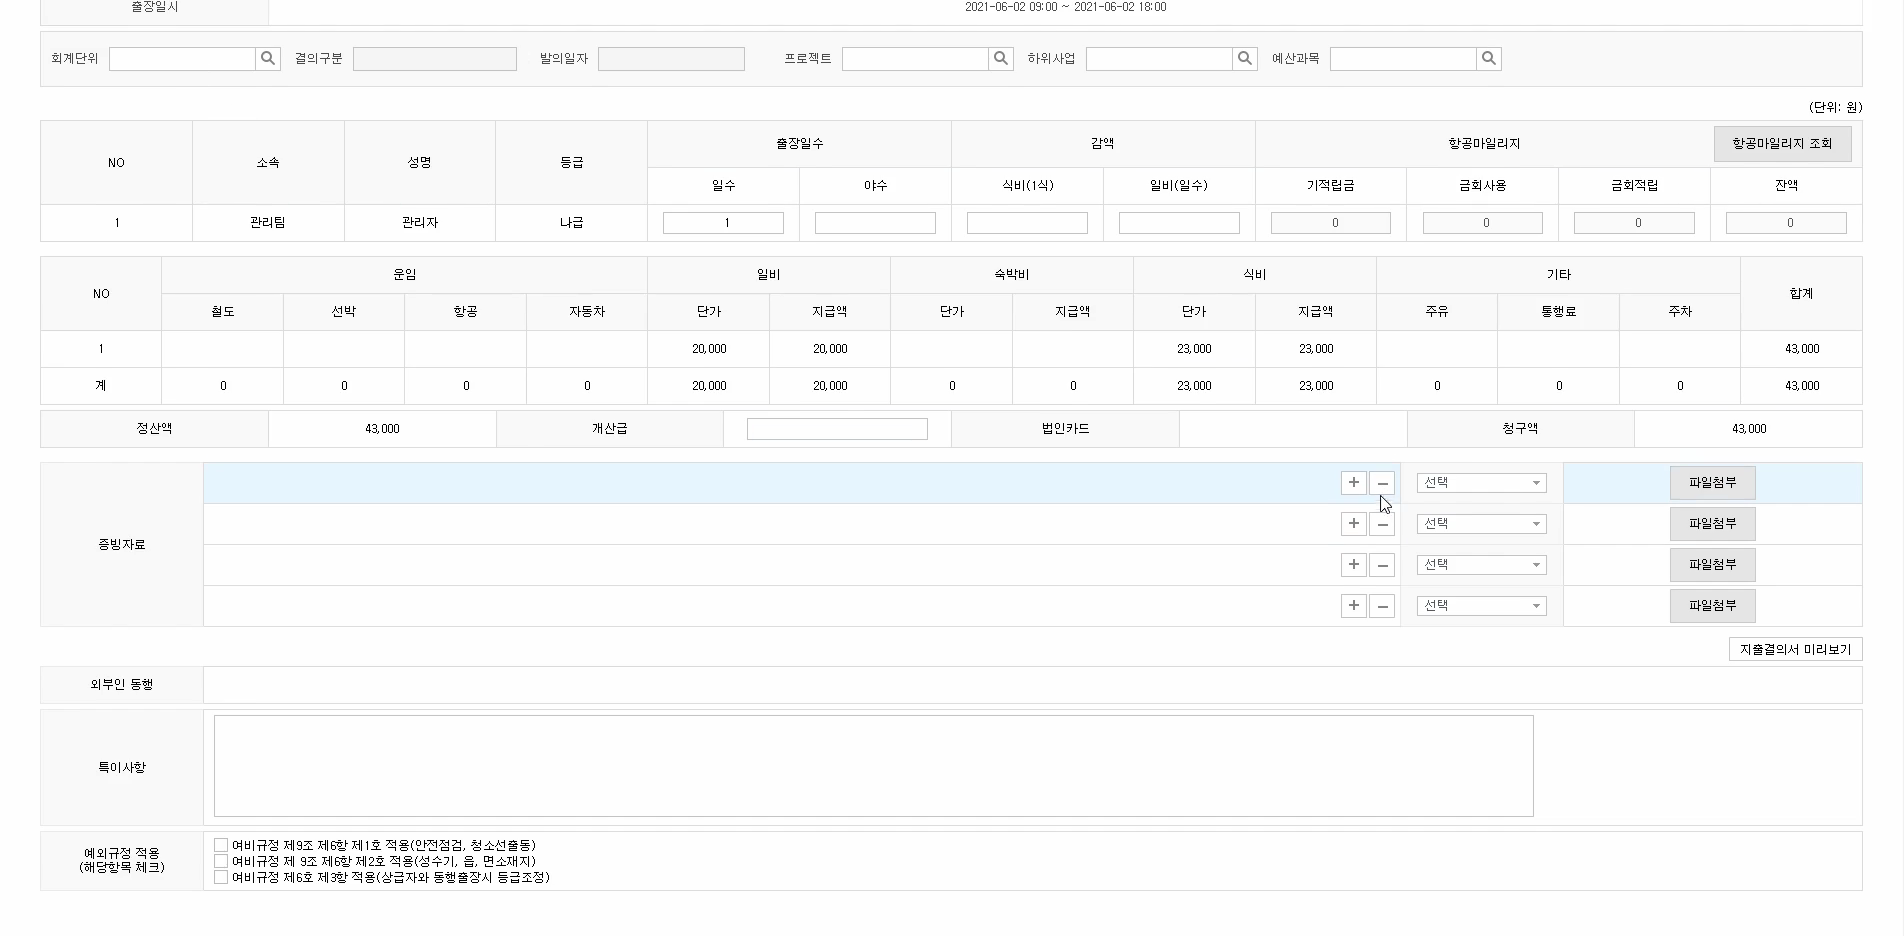 출장일시 2021-06-02 09:00 ~ 2021-06-02 18:00
회계단위 결의구분 발의일자 프로젝트 하위사업 예산과목
(단위: 원)
NO 소속 성명 등급 출장일수 감액 항공마일리지 항공마일리지 조회
일수 야수 식비(1식) 일비(일수) 기적립금 금회사용 금회적립 잔액
1 관리팀 관리자 나급 1 0 0 0 0
NO 운임 일비 숙박비 식비 기타 합계
철도 선박 항공 자동차 단가 지급액 단가 지급액 단가 지급액 주유 통행료 주차
1 20,000 20,000 23,000 23,000 43,000
계 0 0 0 0 20,000 20,000 0 0 23,000 23,000 0 0 0 43,000
정산액 43,000 개산급 법인카드 청구액 43,000
증빙자료
+ − 선택 파일첨부
+ − 선택 파일첨부
+ − 선택 파일첨부
+ − 선택 파일첨부
지출결의서 미리보기
외부인 동행
특이사항
예외규정 적용
(해당항목 체크)
여비규정 제9조 제6항 제1호 적용(안전점검, 청소선출동)
여비규정 제 9조 제6항 제2호 적용(성수기, 읍, 면소재지)
여비규정 제6호 제3항 적용(상급자와 동행출장시 등급조정)